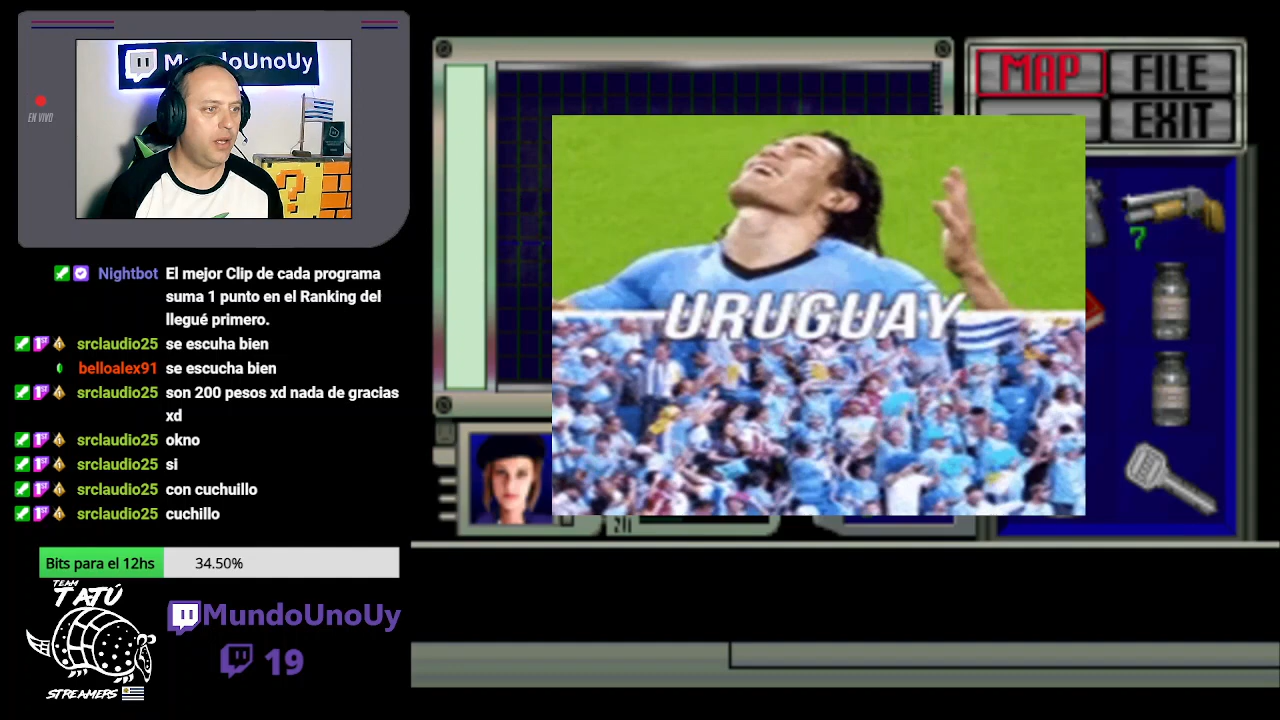 MundoUnoUy
EN VIVO
Nightbot El mejor Clip de cada programa
suma 1 punto en el Ranking del
llegué primero.
srclaudio25 se escuha bien
belloalex91 se escucha bien
srclaudio25 son 200 pesos xd nada de gracias
xd
srclaudio25 okno
srclaudio25 si
srclaudio25 con cuchuillo
srclaudio25 cuchillo
Bits para el 12hs 34.50%
TEAM
TATÚ
STREAMERS
MundoUnoUy
19
MAP FILE
EXIT
7
URUGUAY